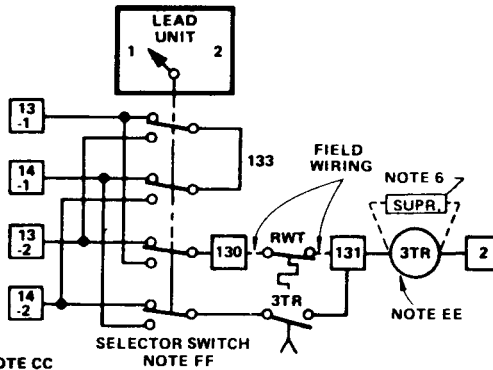 LEAD
UNIT
1 2
13
-1
14
-1
133
FIELD
WIRING
NOTE 6
SUPR.
13
-2
130
RWT
131
3TR
2
14
-2
3TR
NOTE EE
SELECTOR SWITCH
NOTE FF
OTE CC